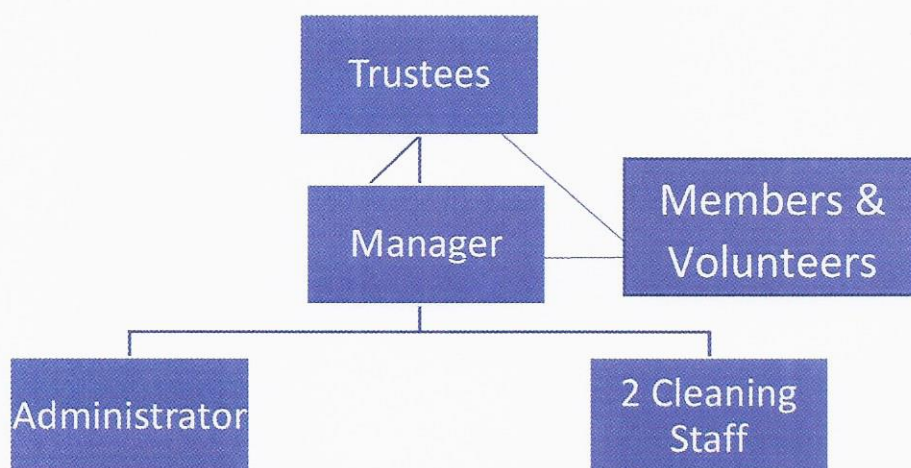 Trustees
Manager
Members &
Volunteers
Administrator
2 Cleaning
Staff